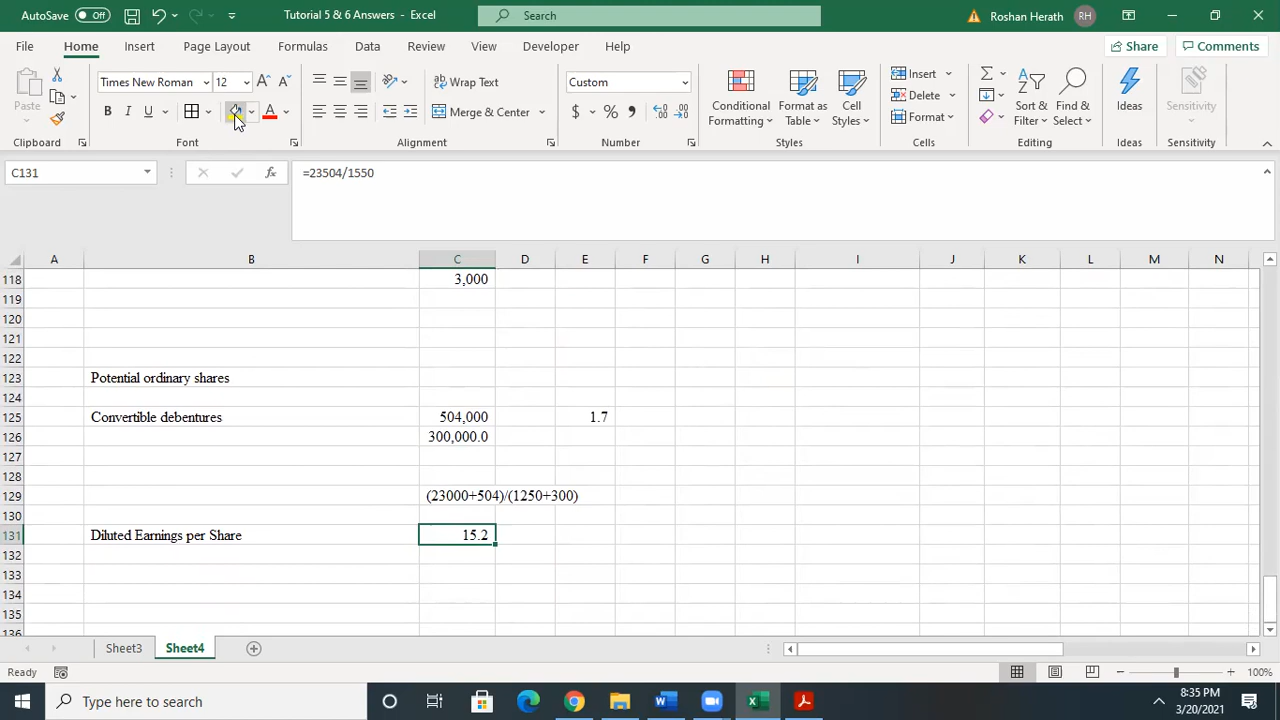 AutoSave Off Tutorial 5 & 6 Answers - Excel Search Roshan Herath RH
File Home Insert Page Layout Formulas Data Review View Developer Help Share Comments
Times New Roman 12 A A ab Wrap Text Custom Insert Σ
Paste B I U A Merge & Center $ % , Conditional Formatting Format as Table Cell Styles Delete Format Sort & Filter Find & Select Ideas Sensitivity
Clipboard Font Alignment Number Styles Cells Editing Ideas Sensitivity
C131 fx =23504/1550
A B C D E F G H I J K L M N
118 3,000
119
120
121
122
123 Potential ordinary shares
124
125 Convertible debentures 504,000 1.7
126 300,000.0
127
128
129 (23000+504)/(1250+300)
130
131 Diluted Earnings per Share 15.2
132
133
134
135
136
Sheet3 Sheet4
Ready 100%
Type here to search 8:35 PM
3/20/2021